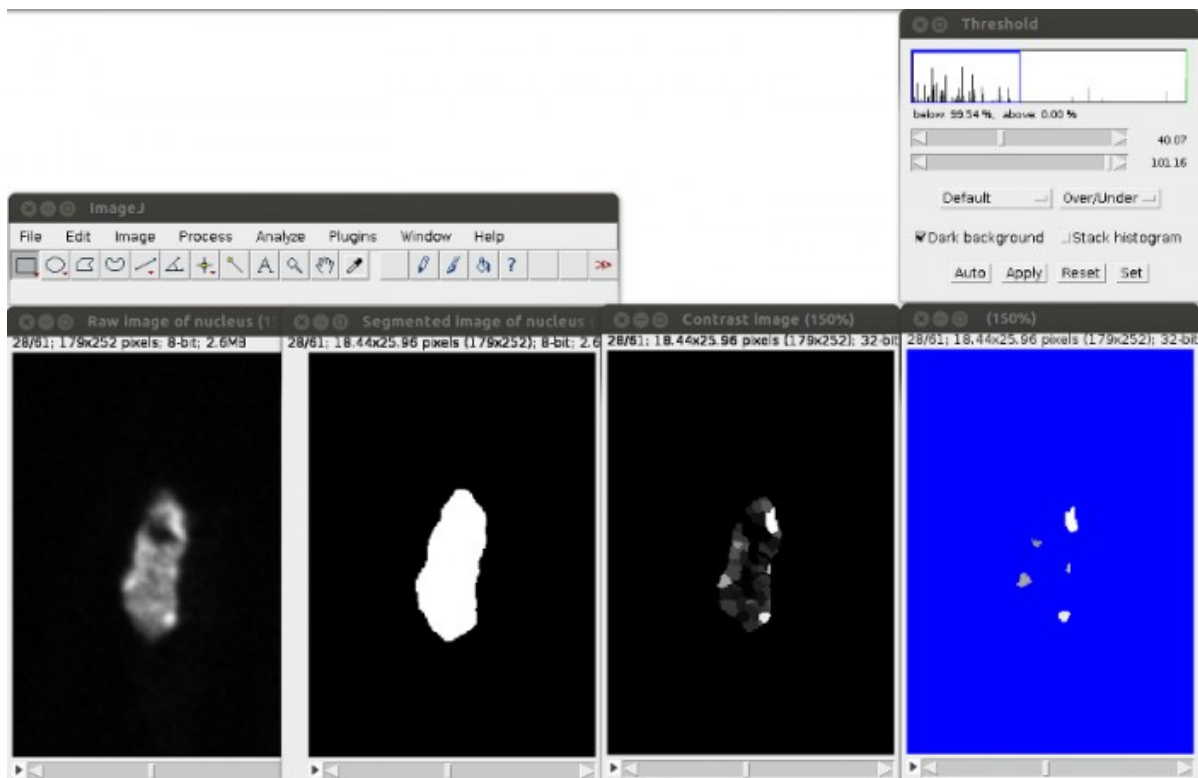 Threshold
below: 99.54 %, above: 0.00 %
40.07
101.16
Default Over/Under
Dark background Stack histogram
Auto Apply Reset Set
ImageJ
File Edit Image Process Analyze Plugins Window Help
A ?
Raw image of nucleus
28/61; 179x252 pixels; 8-bit; 2.6MB
Segmented image of nucleus
28/61; 18.44x25.96 pixels (179x252); 8-bit; 2.6
Contrast image (150%)
28/61; 18.44x25.96 pixels (179x252); 32-bit
(150%)
28/61; 18.44x25.96 pixels (179x252); 32-bit